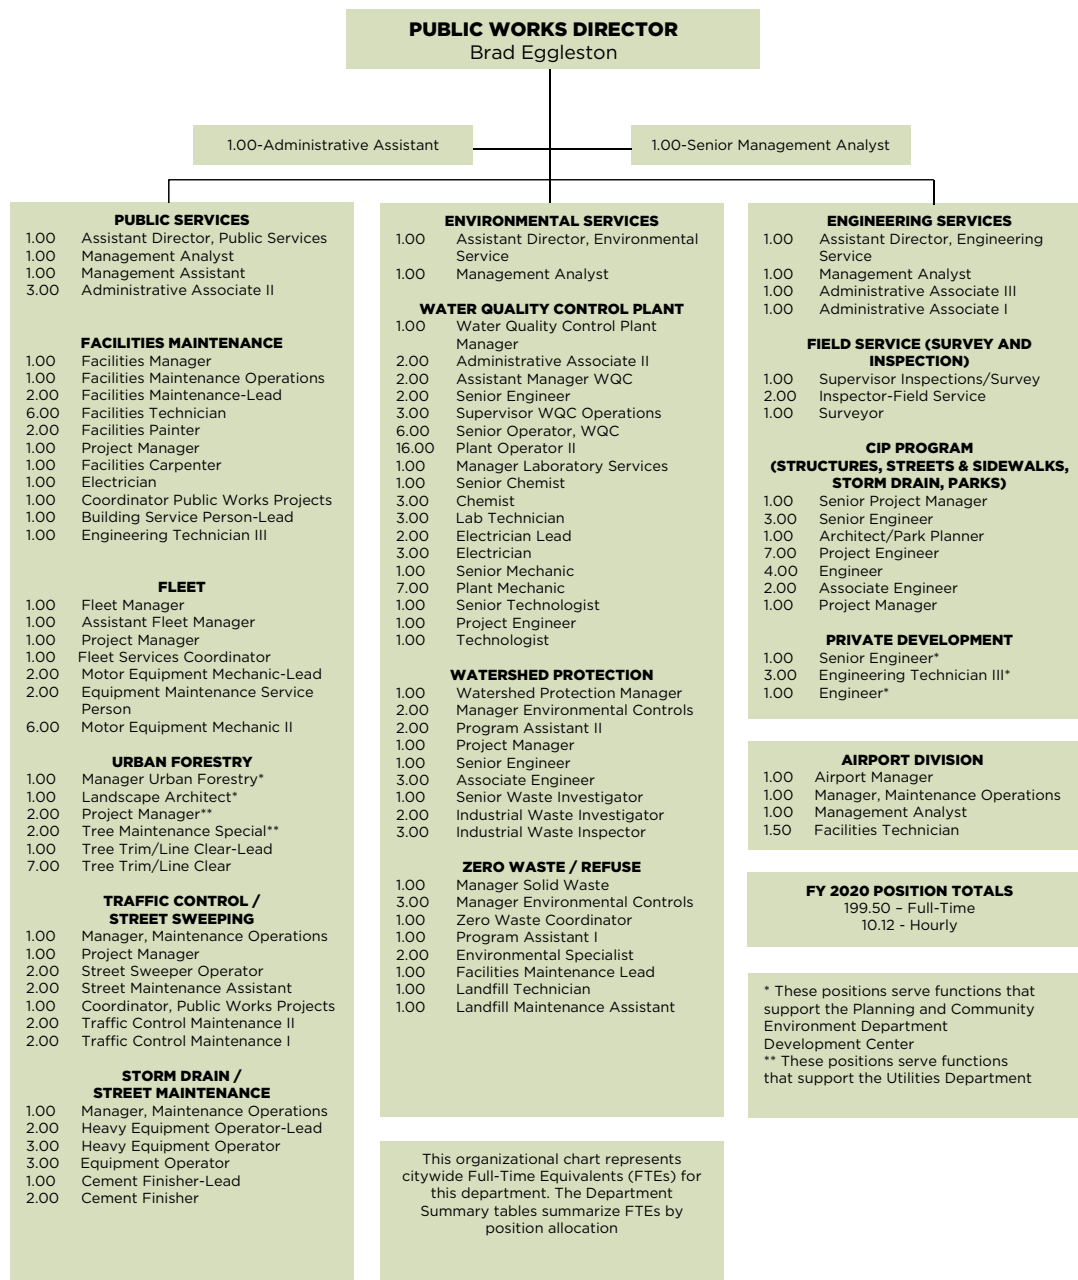 PUBLIC WORKS DIRECTOR
Brad Eggleston
1.00-Administrative Assistant
1.00-Senior Management Analyst
PUBLIC SERVICES
1.00 Assistant Director, Public Services
1.00 Management Analyst
1.00 Management Assistant
3.00 Administrative Associate II
FACILITIES MAINTENANCE
1.00 Facilities Manager
1.00 Facilities Maintenance Operations
2.00 Facilities Maintenance-Lead
6.00 Facilities Technician
2.00 Facilities Painter
1.00 Project Manager
1.00 Facilities Carpenter
1.00 Electrician
1.00 Coordinator Public Works Projects
1.00 Building Service Person-Lead
1.00 Engineering Technician III
FLEET
1.00 Fleet Manager
1.00 Assistant Fleet Manager
1.00 Project Manager
1.00 Fleet Services Coordinator
2.00 Motor Equipment Mechanic-Lead
2.00 Equipment Maintenance Service
Person
6.00 Motor Equipment Mechanic II
URBAN FORESTRY
1.00 Manager Urban Forestry*
1.00 Landscape Architect*
2.00 Project Manager**
2.00 Tree Maintenance Special**
1.00 Tree Trim/Line Clear-Lead
7.00 Tree Trim/Line Clear
TRAFFIC CONTROL /
STREET SWEEPING
1.00 Manager, Maintenance Operations
1.00 Project Manager
2.00 Street Sweeper Operator
2.00 Street Maintenance Assistant
1.00 Coordinator, Public Works Projects
2.00 Traffic Control Maintenance II
2.00 Traffic Control Maintenance I
STORM DRAIN /
STREET MAINTENANCE
1.00 Manager, Maintenance Operations
2.00 Heavy Equipment Operator-Lead
3.00 Heavy Equipment Operator
3.00 Equipment Operator
1.00 Cement Finisher-Lead
2.00 Cement Finisher
ENVIRONMENTAL SERVICES
1.00 Assistant Director, Environmental
Service
1.00 Management Analyst
WATER QUALITY CONTROL PLANT
1.00 Water Quality Control Plant
Manager
2.00 Administrative Associate II
2.00 Assistant Manager WQC
2.00 Senior Engineer
3.00 Supervisor WQC Operations
6.00 Senior Operator, WQC
16.00 Plant Operator II
1.00 Manager Laboratory Services
1.00 Senior Chemist
3.00 Chemist
3.00 Lab Technician
2.00 Electrician Lead
3.00 Electrician
1.00 Senior Mechanic
7.00 Plant Mechanic
1.00 Senior Technologist
1.00 Project Engineer
1.00 Technologist
WATERSHED PROTECTION
1.00 Watershed Protection Manager
2.00 Manager Environmental Controls
2.00 Program Assistant II
1.00 Project Manager
1.00 Senior Engineer
3.00 Associate Engineer
1.00 Senior Waste Investigator
2.00 Industrial Waste Investigator
3.00 Industrial Waste Inspector
ZERO WASTE / REFUSE
1.00 Manager Solid Waste
3.00 Manager Environmental Controls
1.00 Zero Waste Coordinator
1.00 Program Assistant I
2.00 Environmental Specialist
1.00 Facilities Maintenance Lead
1.00 Landfill Technician
1.00 Landfill Maintenance Assistant
This organizational chart represents
citywide Full-Time Equivalents (FTEs) for
this department. The Department
Summary tables summarize FTEs by
position allocation
ENGINEERING SERVICES
1.00 Assistant Director, Engineering
Service
1.00 Management Analyst
1.00 Administrative Associate III
1.00 Administrative Associate I
FIELD SERVICE (SURVEY AND
INSPECTION)
1.00 Supervisor Inspections/Survey
2.00 Inspector-Field Service
1.00 Surveyor
CIP PROGRAM
(STRUCTURES, STREETS & SIDEWALKS,
STORM DRAIN, PARKS)
1.00 Senior Project Manager
3.00 Senior Engineer
1.00 Architect/Park Planner
7.00 Project Engineer
4.00 Engineer
2.00 Associate Engineer
1.00 Project Manager
PRIVATE DEVELOPMENT
1.00 Senior Engineer*
3.00 Engineering Technician III*
1.00 Engineer*
AIRPORT DIVISION
1.00 Airport Manager
1.00 Manager, Maintenance Operations
1.00 Management Analyst
1.50 Facilities Technician
FY 2020 POSITION TOTALS
199.50 – Full-Time
10.12 - Hourly
* These positions serve functions that
support the Planning and Community
Environment Department
Development Center
** These positions serve functions
that support the Utilities Department